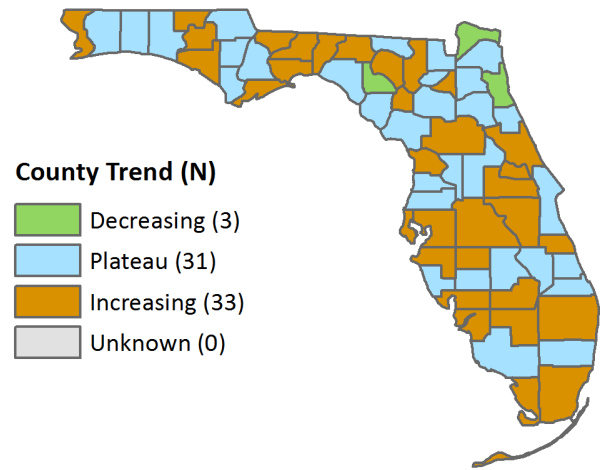 County Trend (N)
Decreasing (3)
Plateau (31)
Increasing (33)
Unknown (0)